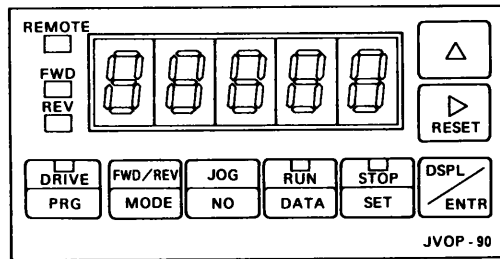 REMOTE
FWD
REV
RESET
DRIVE
PRG
FWD/REV
MODE
JOG
NO
RUN
DATA
STOP
SET
DSPL
ENTR
JVOP-90